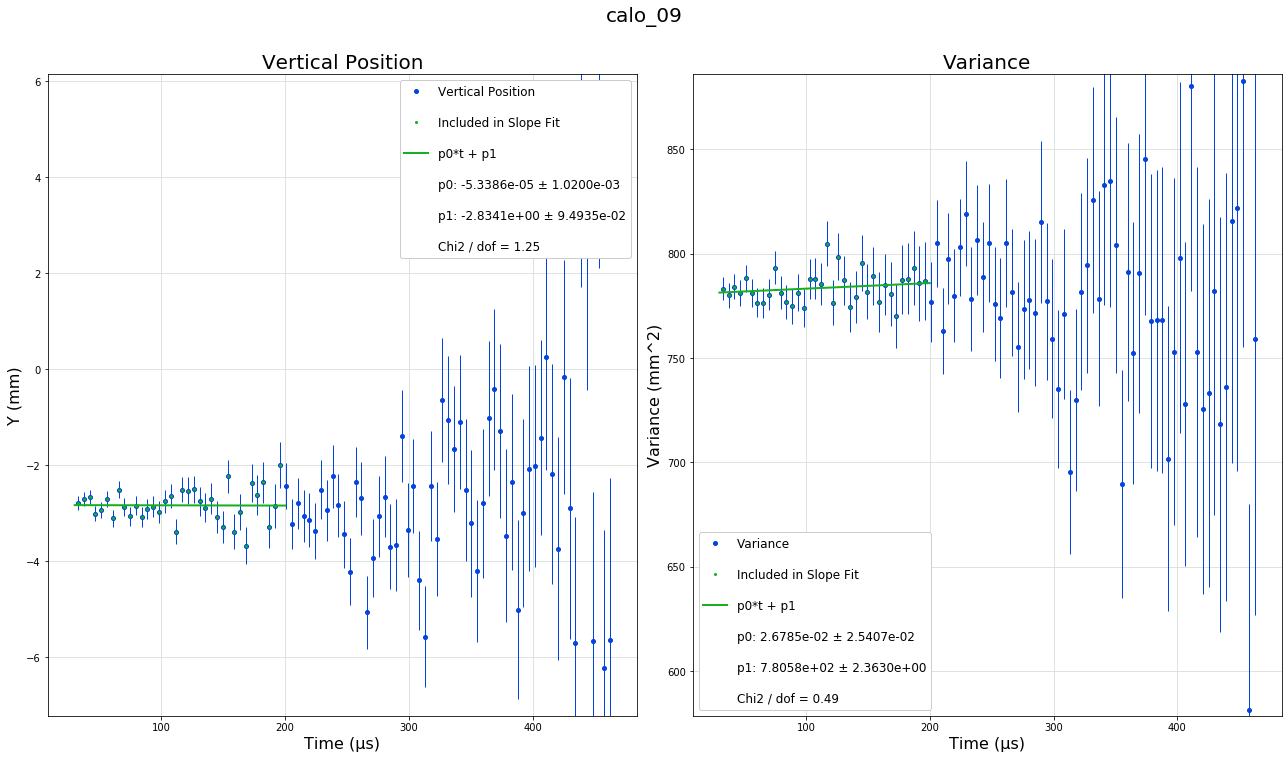 calo_09
Vertical Position
6
4
2
0
−2
−4
−6
Y (mm)
100
200
300
400
Time (µs)
Vertical Position
Included in Slope Fit
p0*t + p1
p0: -5.3386e-05 ± 1.0200e-03
p1: -2.8341e+00 ± 9.4935e-02
Chi2 / dof = 1.25
Variance
850
800
750
700
650
600
Variance (mm^2)
100
200
300
400
Time (µs)
Variance
Included in Slope Fit
p0*t + p1
p0: 2.6785e-02 ± 2.5407e-02
p1: 7.8058e+02 ± 2.3630e+00
Chi2 / dof = 0.49